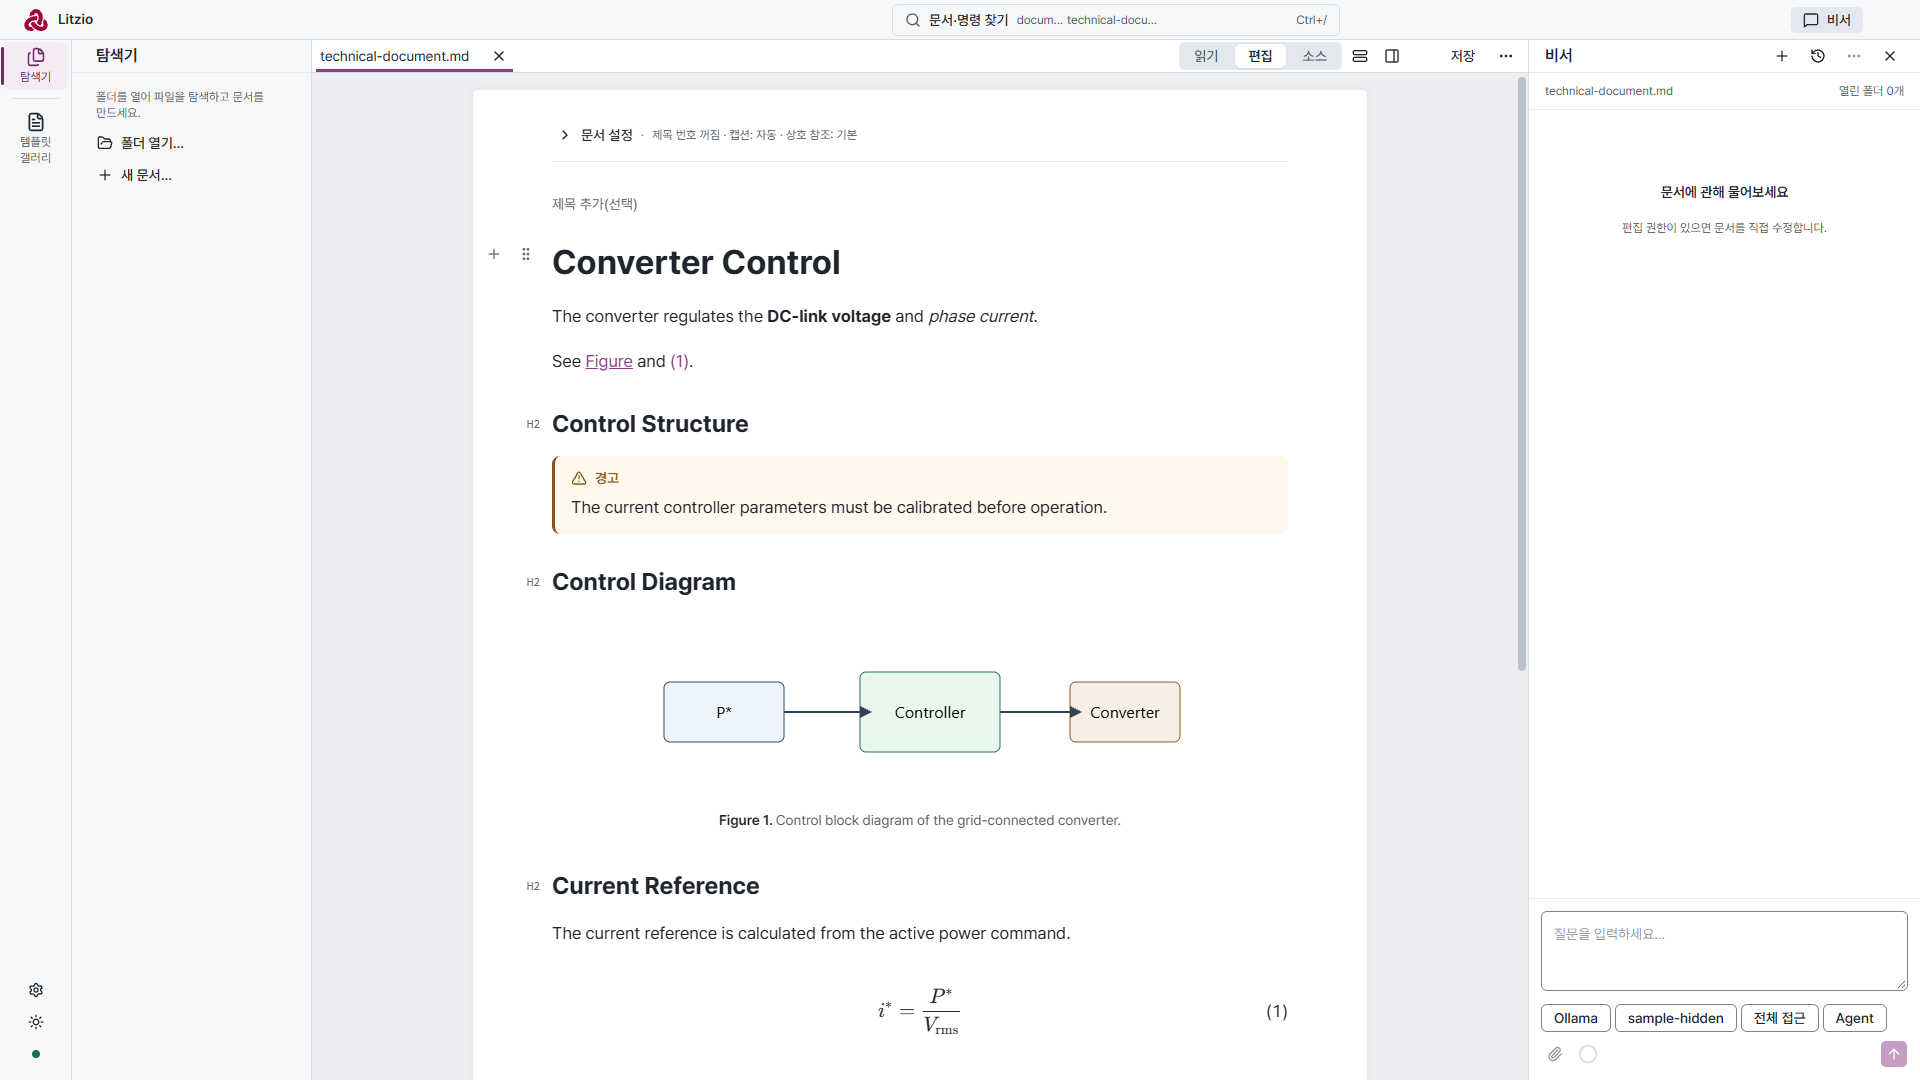 Litzio
문서·명령 찾기 docum... technical-docu... Ctrl+/
비서
탐색기
템플릿
갤러리
탐색기
폴더를 열어 파일을 탐색하고 문서를
만드세요.
폴더 열기...
새 문서...
technical-document.md
읽기 편집 소스
저장
문서 설정 · 제목 번호 꺼짐 · 캡션: 자동 · 상호 참조: 기본
제목 추가(선택)
Converter Control
The converter regulates the DC-link voltage and phase current.
See Figure and (1).
H2 Control Structure
경고
The current controller parameters must be calibrated before operation.
H2 Control Diagram
P*
Controller
Converter
Figure 1. Control block diagram of the grid-connected converter.
H2 Current Reference
The current reference is calculated from the active power command.
i* = P* / Vrms (1)
비서
technical-document.md 열린 폴더 0개
문서에 관해 물어보세요
편집 권한이 있으면 문서를 직접 수정합니다.
질문을 입력하세요...
Ollama sample-hidden 전체 접근 Agent